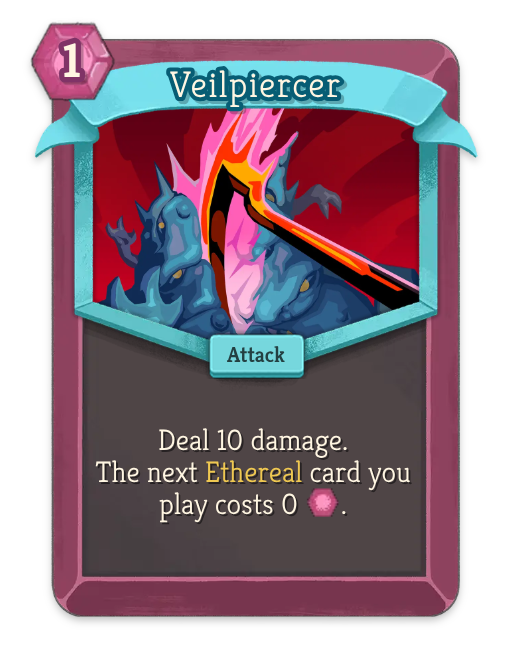 1
Veilpiercer
Attack
Deal 10 damage.
The next Ethereal card you
play costs 0 .